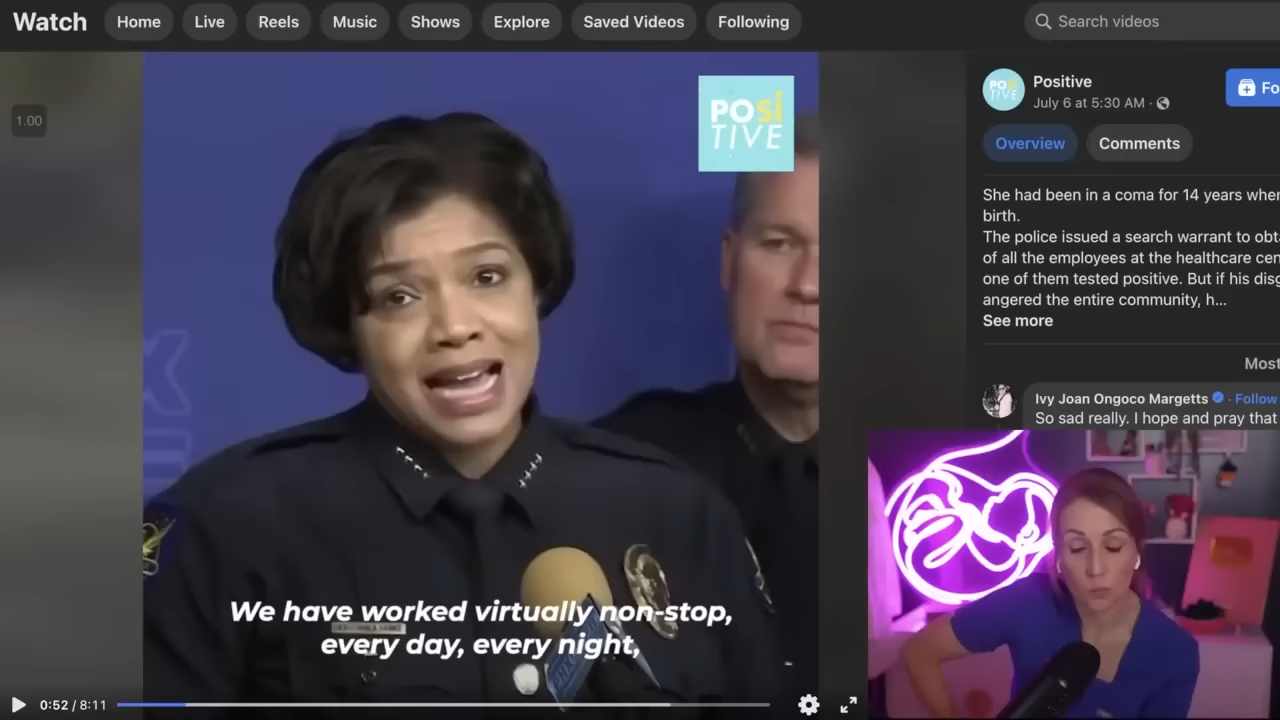 Watch
Home
Live
Reels
Music
Shows
Explore
Saved Videos
Following
Search videos
1.00
POSi
TIVE
POSi
TIVE
Positive
July 6 at 5:30 AM ·
Fo
Overview
Comments
She had been in a coma for 14 years wher
birth.
The police issued a search warrant to obta
of all the employees at the healthcare cen
one of them tested positive. But if his disg
angered the entire community, h...
See more
Most
Ivy Joan Ongoco Margetts · Follow
So sad really. I hope and pray that
We have worked virtually non-stop,
every day, every night,
0:52 / 8:11